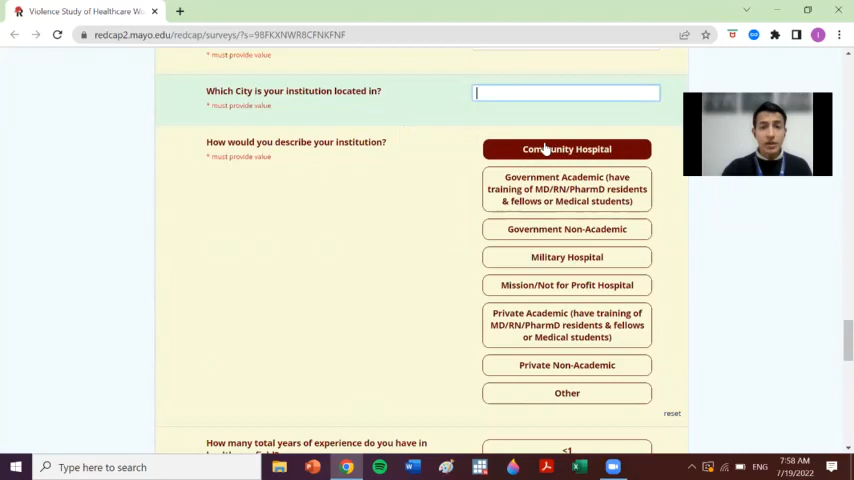 Violence Study of Healthcare Wo
redcap2.mayo.edu/redcap/surveys/?s=98FKXNWR8CFNKFNF
* must provide value
Which City is your institution located in?
* must provide value
How would you describe your institution?
* must provide value
Community Hospital
Government Academic (have
training of MD/RN/PharmD residents
& fellows or Medical students)
Government Non-Academic
Military Hospital
Mission/Not for Profit Hospital
Private Academic (have training of
MD/RN/PharmD residents & fellows
or Medical students)
Private Non-Academic
Other
reset
How many total years of experience do you have in
<1
Type here to search
ENG
7:58 AM
7/19/2022